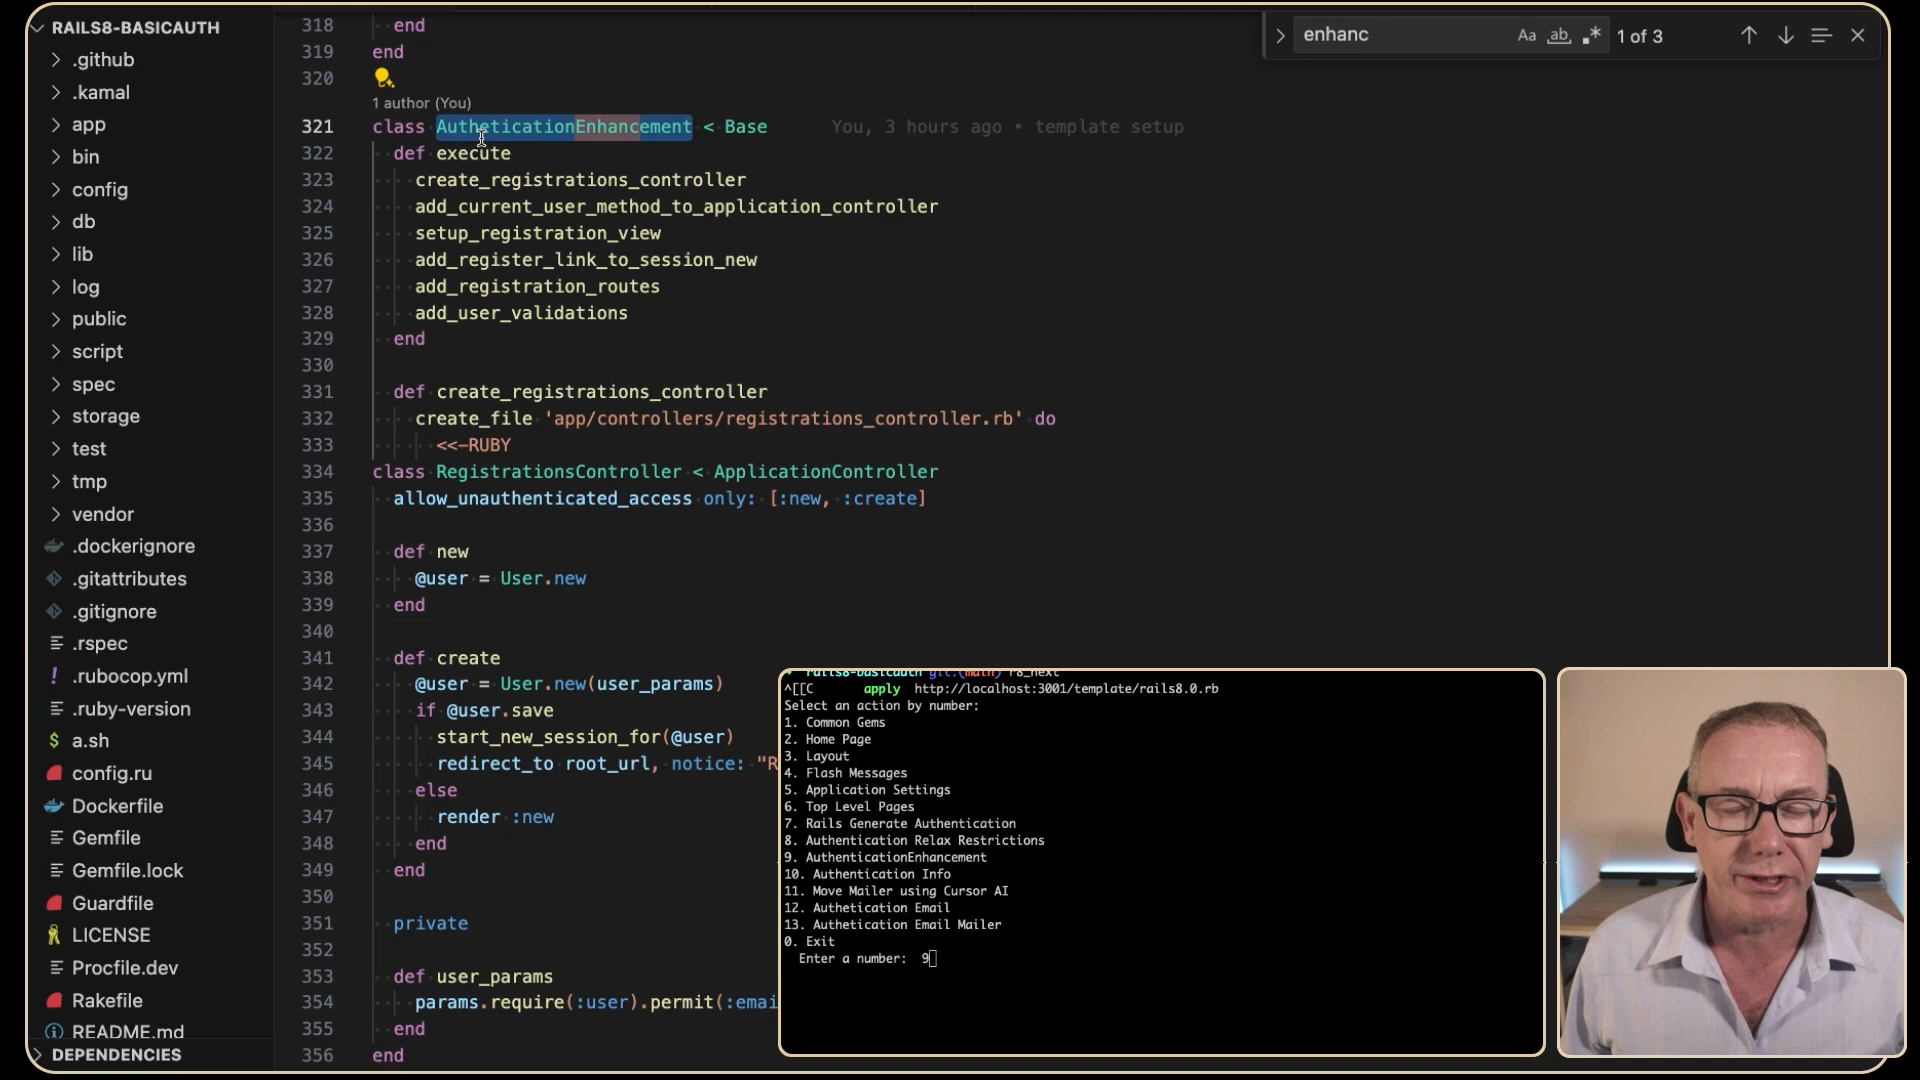 RAILS8-BASICAUTH
.github
.kamal
app
bin
config
db
lib
log
public
script
spec
storage
test
tmp
vendor
.dockerignore
.gitattributes
.gitignore
.rspec
.rubocop.yml
.ruby-version
a.sh
config.ru
Dockerfile
Gemfile
Gemfile.lock
Guardfile
LICENSE
Procfile.dev
Rakefile
README.md
DEPENDENCIES
enhanc Aa ab 1 of 3
318 end
319 end
320
1 author (You)
321 class AutheticationEnhancement < Base You, 3 hours ago • template setup
322 def execute
323 create_registrations_controller
324 add_current_user_method_to_application_controller
325 setup_registration_view
326 add_register_link_to_session_new
327 add_registration_routes
328 add_user_validations
329 end
330
331 def create_registrations_controller
332 create_file 'app/controllers/registrations_controller.rb' do
333 <<~RUBY
334 class RegistrationsController < ApplicationController
335 allow_unauthenticated_access only: [:new, :create]
336
337 def new
338 @user = User.new
339 end
340
341 def create
342 @user = User.new(user_params)
343 if @user.save
344 start_new_session_for(@user)
345 redirect_to root_url, notice: "R
346 else
347 render :new
348 end
349 end
350
351 private
352
353 def user_params
354 params.require(:user).permit(:emai
355 end
356 end
rails8-basicauth git:(main) r8_next
^[[C apply http://localhost:3001/template/rails8.0.rb
Select an action by number:
1. Common Gems
2. Home Page
3. Layout
4. Flash Messages
5. Application Settings
6. Top Level Pages
7. Rails Generate Authentication
8. Authentication Relax Restrictions
9. AuthenticationEnhancement
10. Authentication Info
11. Move Mailer using Cursor AI
12. Authetication Email
13. Authetication Email Mailer
0. Exit
Enter a number: 9